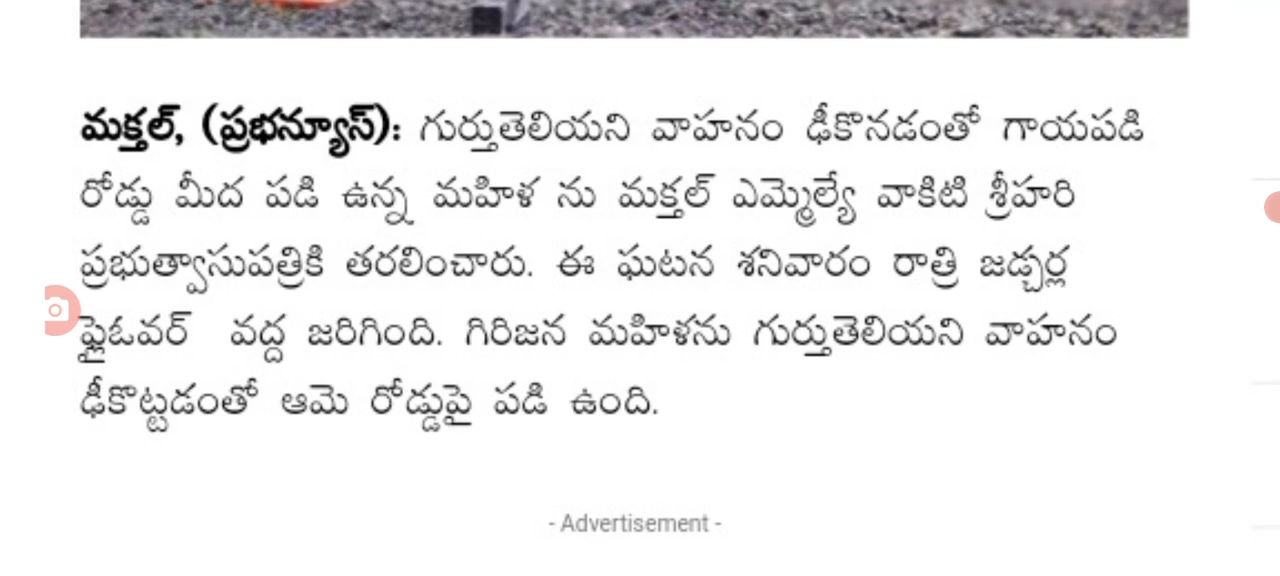 మక్తల్, (ప్రభన్యూస్): గుర్తుతెలియని వాహనం ఢీకొనడంతో గాయపడి
రోడ్డు మీద పడి ఉన్న మహిళ ను మక్తల్ ఎమ్మెల్యే వాకిటి శ్రీహరి
ప్రభుత్వాసుపత్రికి తరలించారు. ఈ ఘటన శనివారం రాత్రి జడ్చర్ల
ఫ్లైఓవర్ వద్ద జరిగింది. గిరిజన మహిళను గుర్తుతెలియని వాహనం
ఢీకొట్టడంతో ఆమె రోడ్డుపై పడి ఉంది.
- Advertisement -